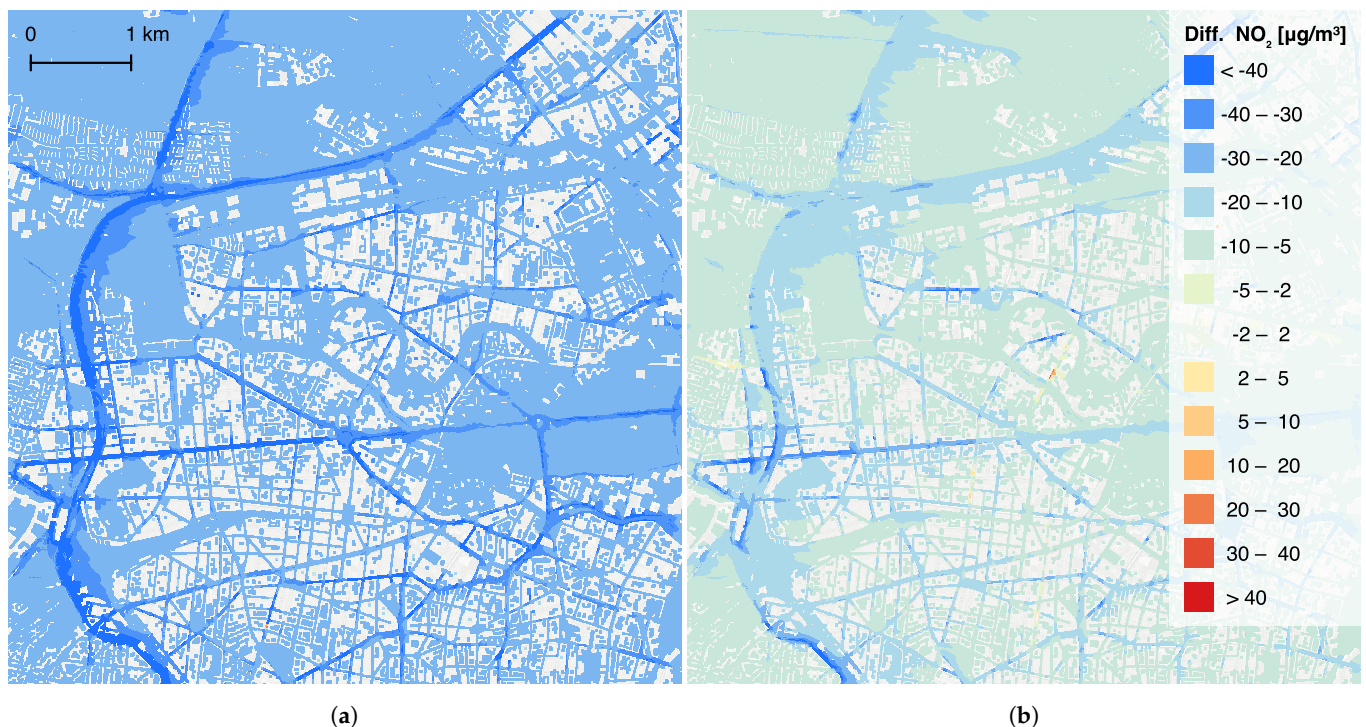 0 1 km
Diff. NO₂ [µg/m³]
< -40
-40 – -30
-30 – -20
-20 – -10
-10 – -5
-5 – -2
-2 – 2
2 – 5
5 – 10
10 – 20
20 – 30
30 – 40
> 40
(a) (b)